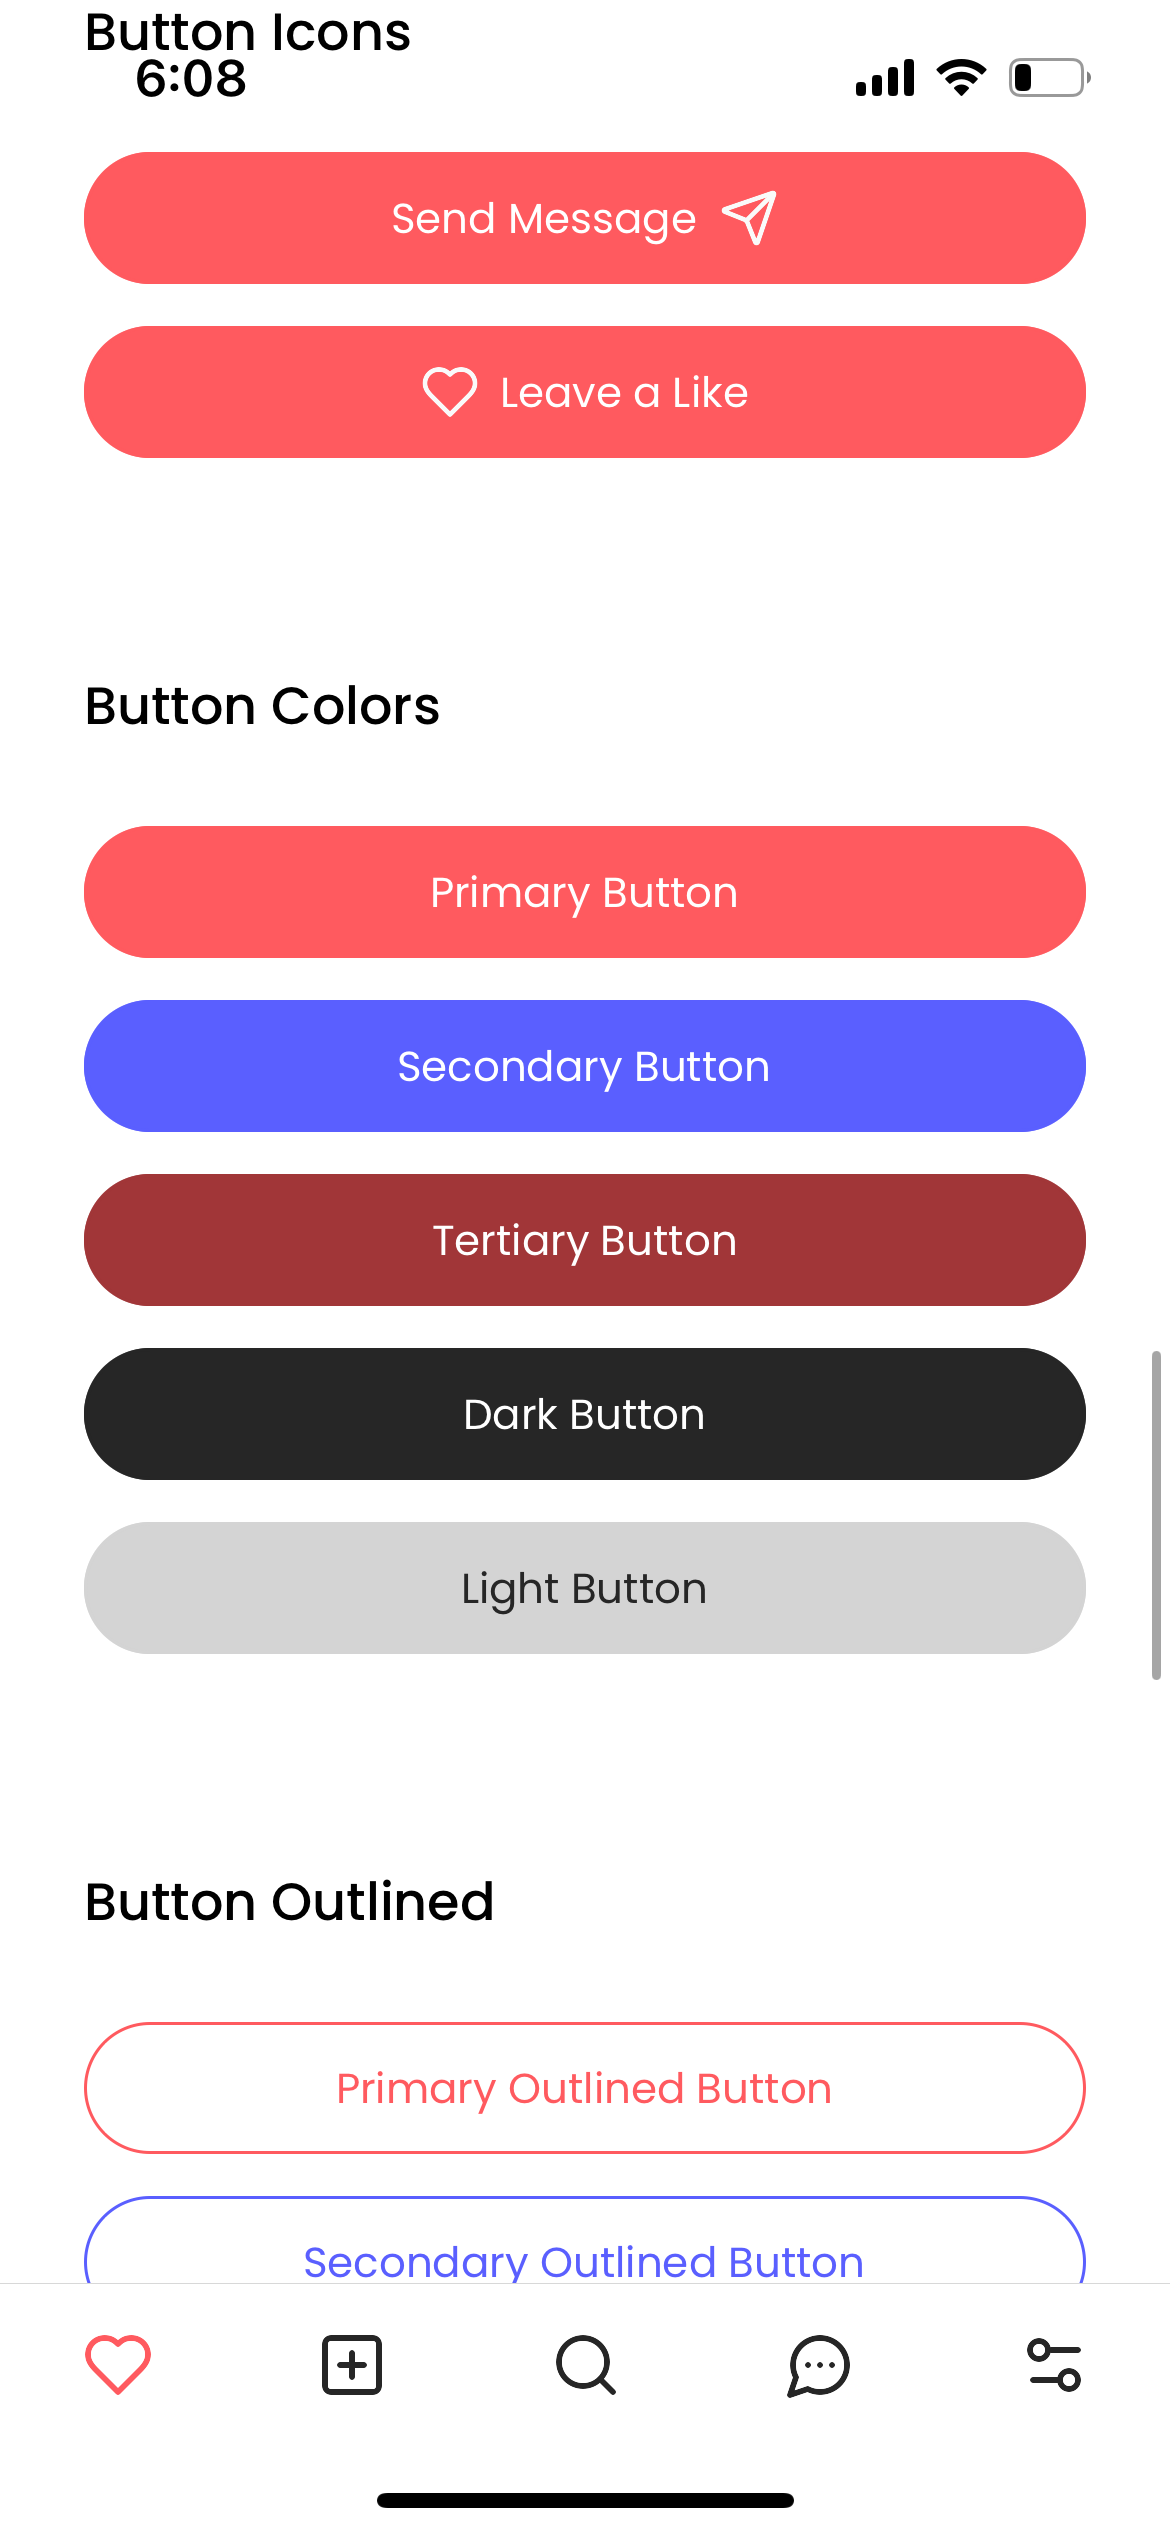 Button Icons
6:08
Send Message
Leave a Like
Button Colors
Primary Button
Secondary Button
Tertiary Button
Dark Button
Light Button
Button Outlined
Primary Outlined Button
Secondary Outlined Button